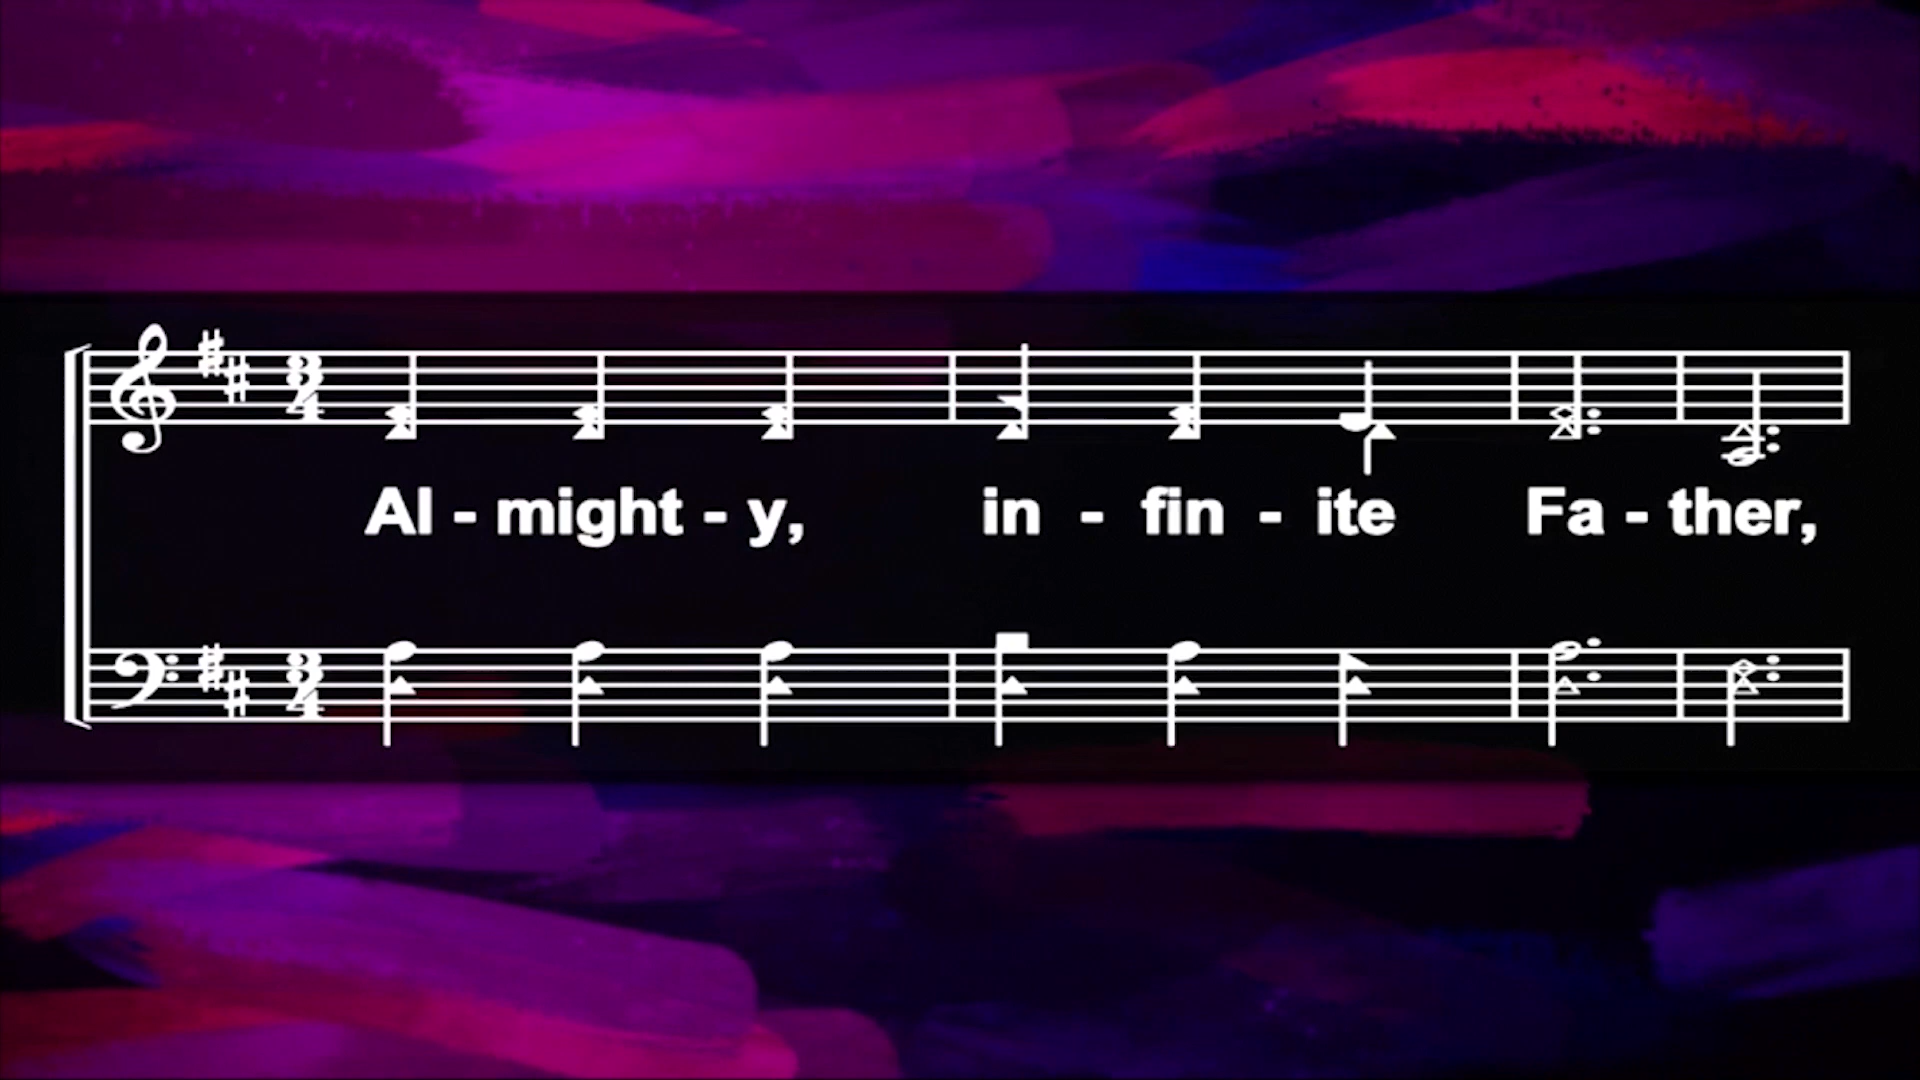 Al - might - y, in - fin - ite Fa - ther,